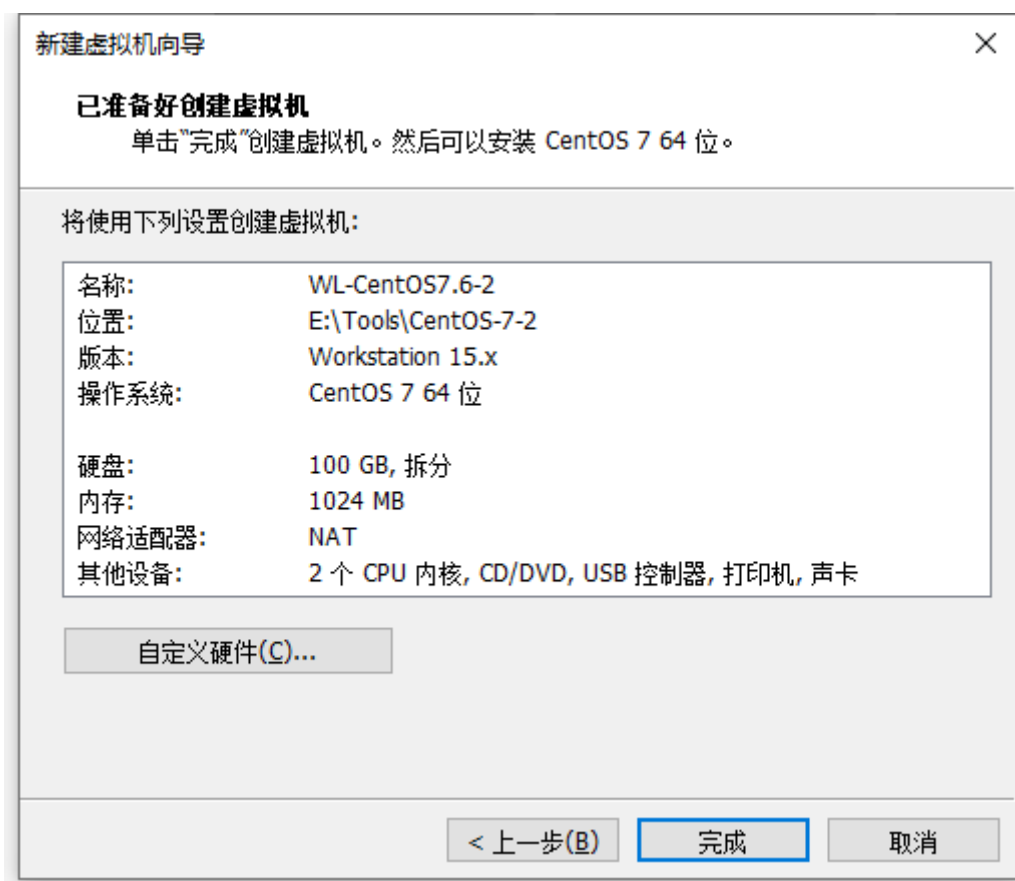 新建虚拟机向导
已准备好创建虚拟机
单击"完成"创建虚拟机。然后可以安装 CentOS 7 64 位。
将使用下列设置创建虚拟机:
名称: WL-CentOS7.6-2
位置: E:\Tools\CentOS-7-2
版本: Workstation 15.x
操作系统: CentOS 7 64 位
硬盘: 100 GB, 拆分
内存: 1024 MB
网络适配器: NAT
其他设备: 2 个 CPU 内核, CD/DVD, USB 控制器, 打印机, 声卡
自定义硬件(C)...
< 上一步(B) 完成 取消